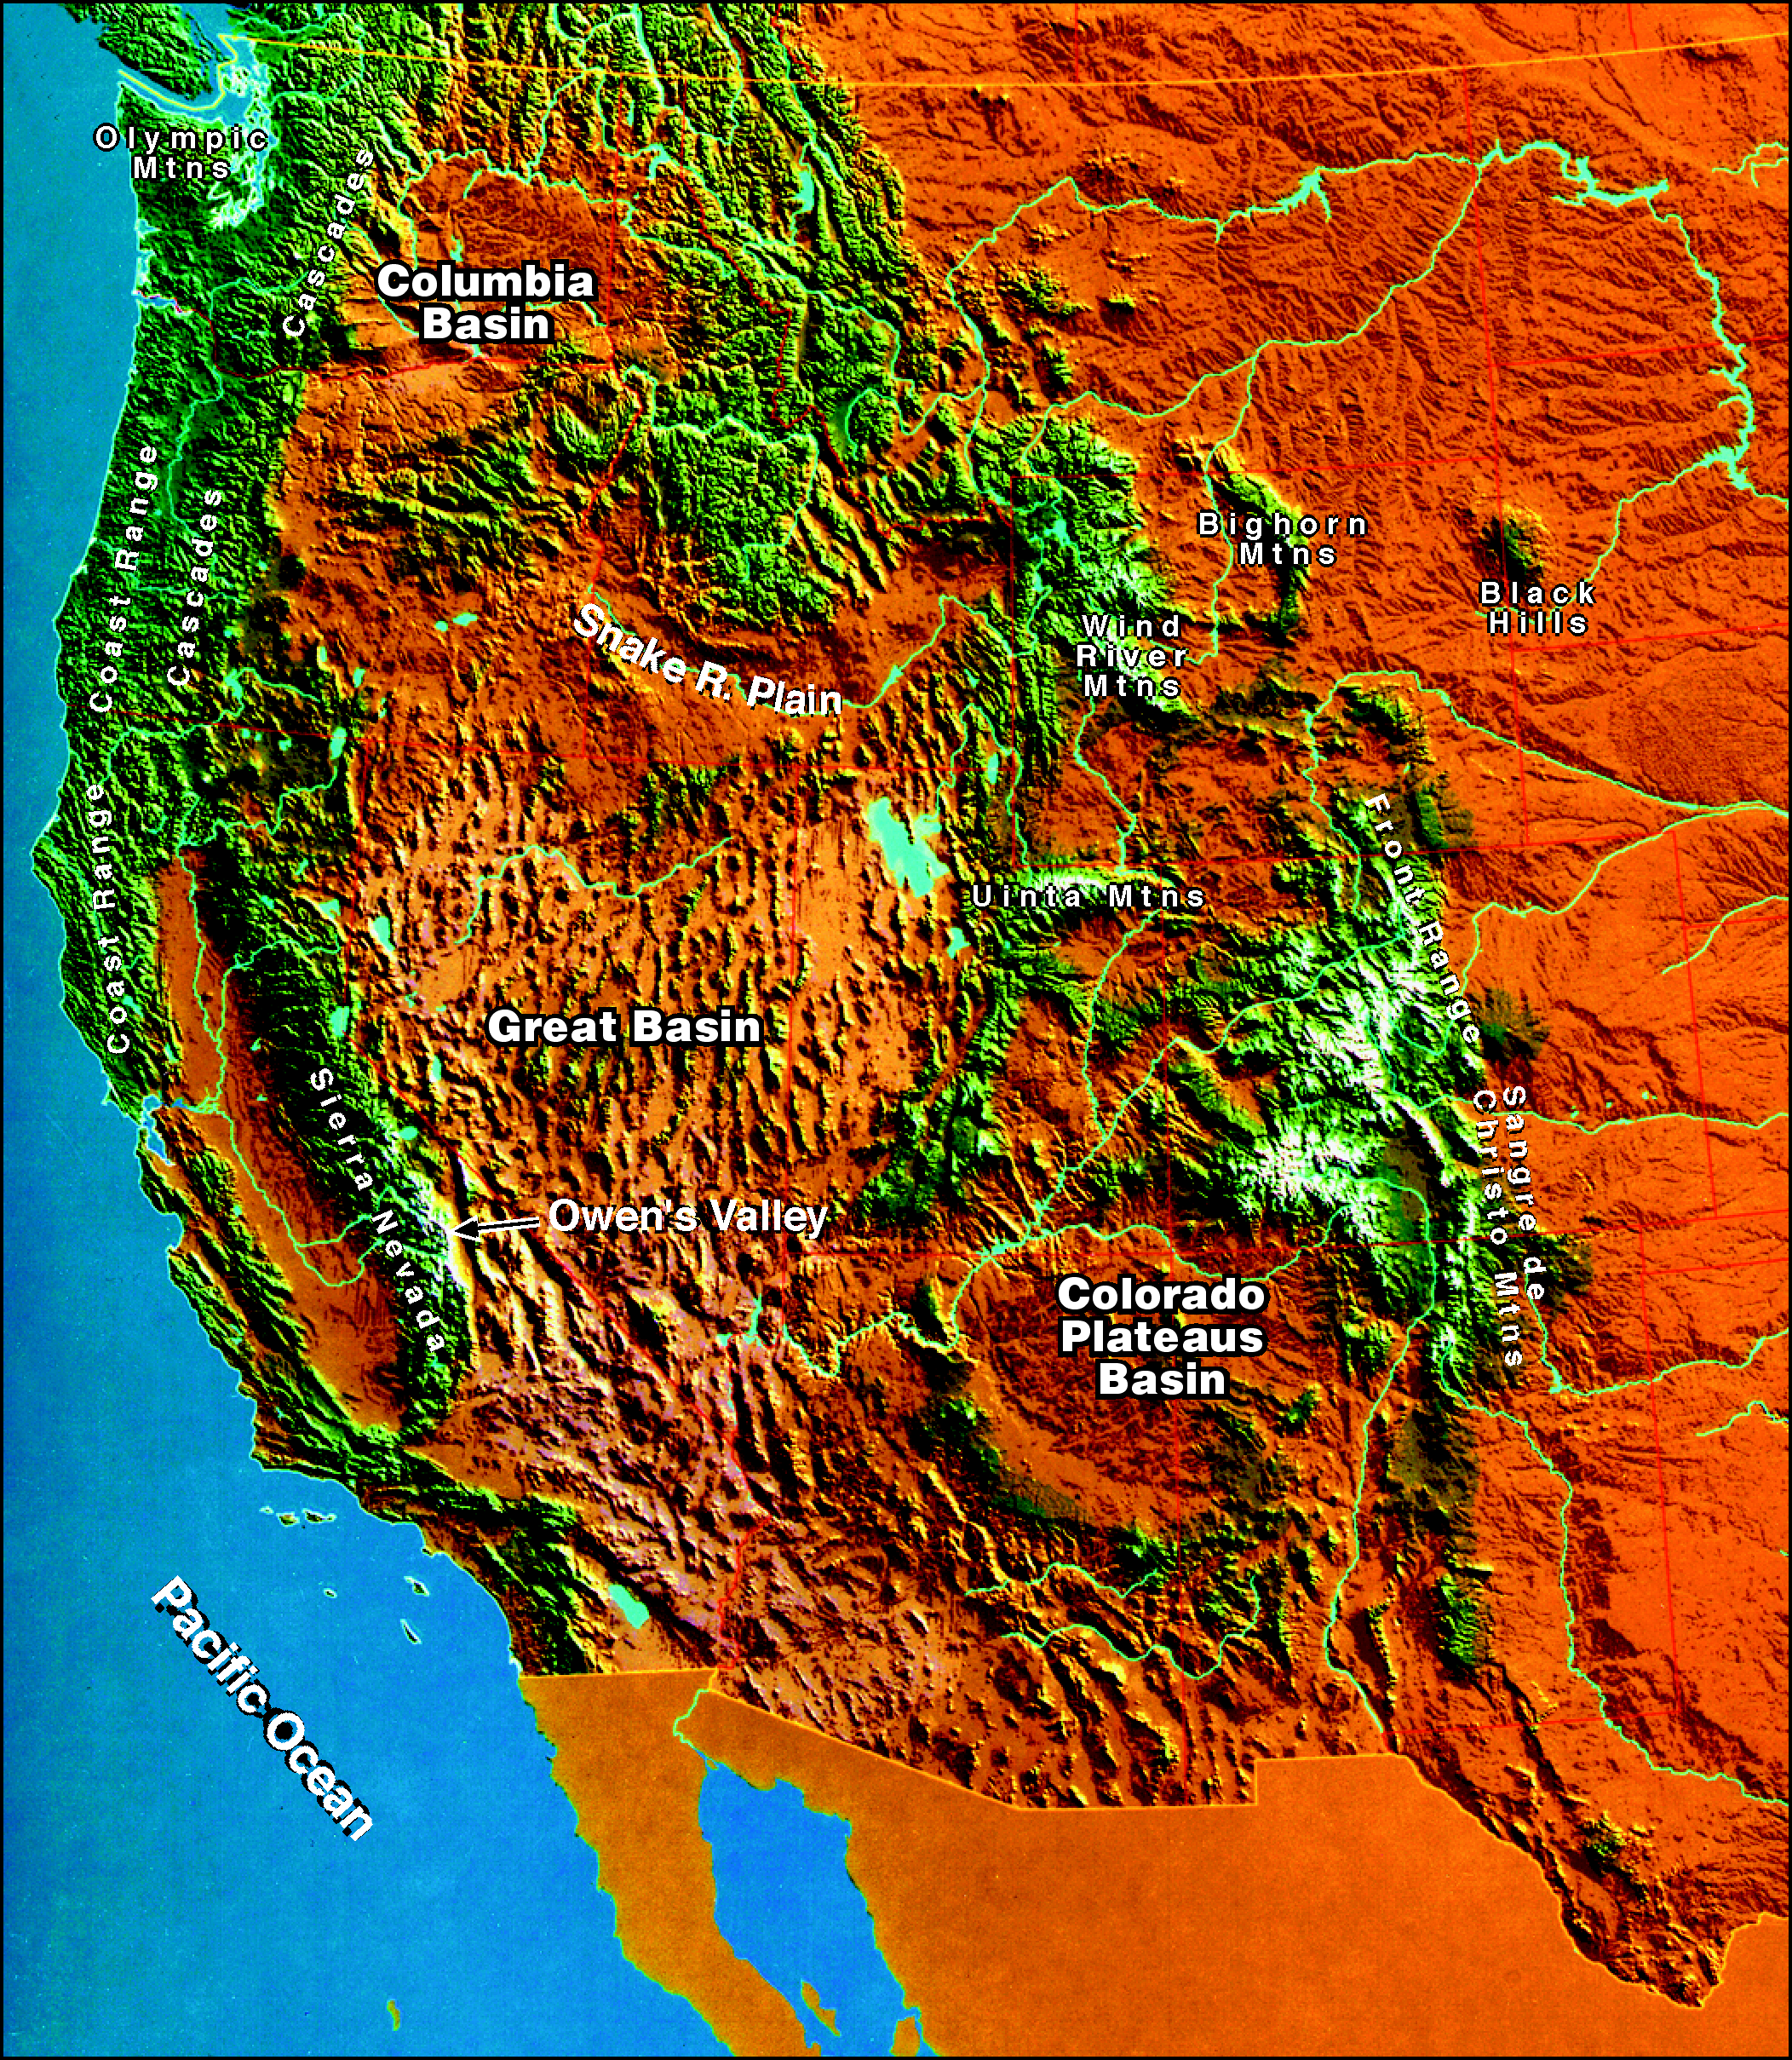 Olympic
Mtns
Cascades
Columbia
Basin
Coast Range
Cascades
Bighorn
Mtns
Black
Hills
Snake R. Plain
Wind
River
Mtns
Coast Range
Front Range
Uinta Mtns
Great Basin
Sierra Nevada
Sangre de
Christo Mtns
Owen's Valley
Colorado
Plateaus
Basin
Pacific Ocean